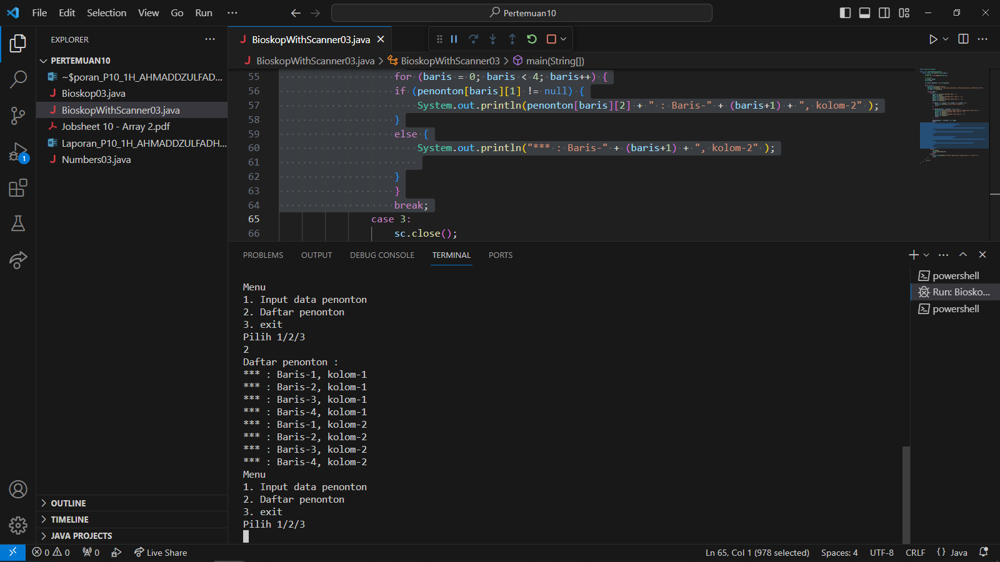 File Edit Selection View Go Run ···
Pertemuan10
EXPLORER
PERTEMUAN10
~$poran_P10_1H_AHMADDZULFAD...
Bioskop03.java
BioskopWithScanner03.java
Jobsheet 10 - Array 2.pdf
Laporan_P10_1H_AHMADDZULFADH...
Numbers03.java
OUTLINE
TIMELINE
JAVA PROJECTS
1
BioskopWithScanner03.java
BioskopWithScanner03.java > BioskopWithScanner03 > main(String[])
55 for (baris = 0; baris < 4; baris++) {
56 if (penonton[baris][1] != null) {
57 System.out.println(penonton[baris][2] + " : Baris-" + (baris+1) + ", kolom-2" );
58 }
59 else {
60 System.out.println("*** : Baris-" + (baris+1) + ", kolom-2" );
61
62 }
63 }
64 break;
65 case 3:
66 sc.close();
PROBLEMS OUTPUT DEBUG CONSOLE TERMINAL PORTS
Menu
1. Input data penonton
2. Daftar penonton
3. exit
Pilih 1/2/3
2
Daftar penonton :
*** : Baris-1, kolom-1
*** : Baris-2, kolom-1
*** : Baris-3, kolom-1
*** : Baris-4, kolom-1
*** : Baris-1, kolom-2
*** : Baris-2, kolom-2
*** : Baris-3, kolom-2
*** : Baris-4, kolom-2
Menu
1. Input data penonton
2. Daftar penonton
3. exit
Pilih 1/2/3
powershell
Run: Biosko...
powershell
0 0 0 Live Share Ln 65, Col 1 (978 selected) Spaces: 4 UTF-8 CRLF {} Java